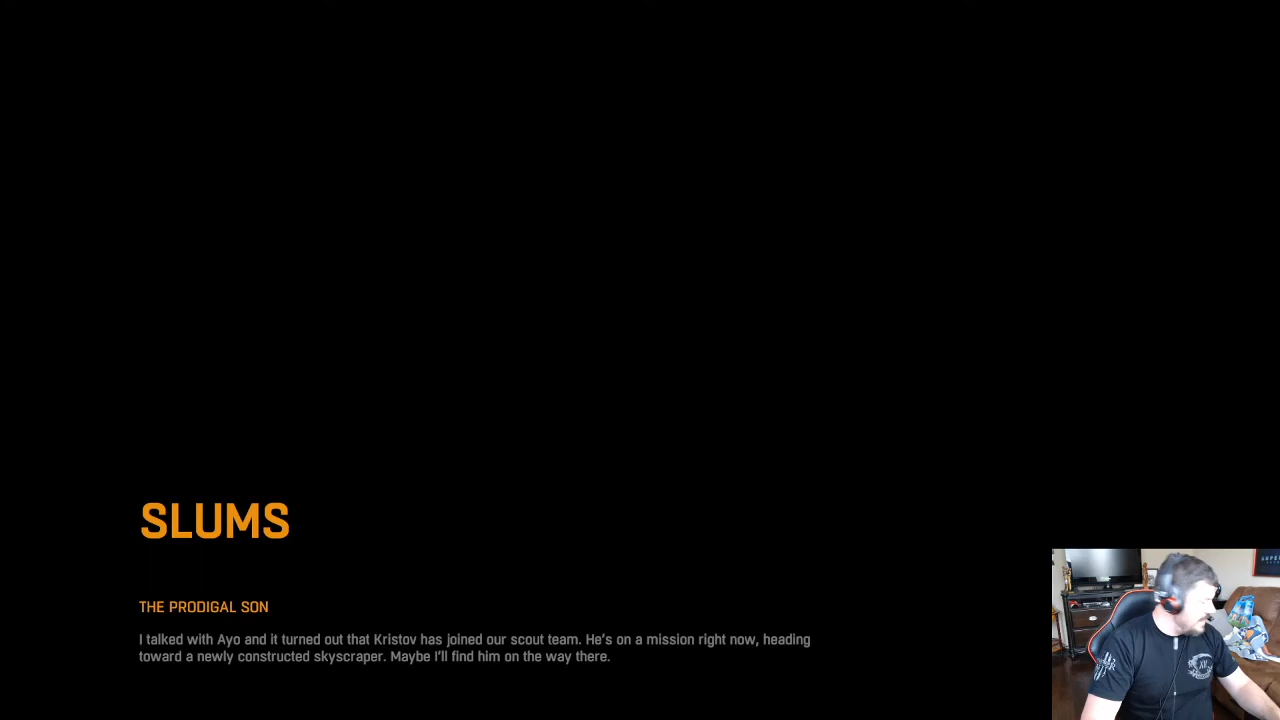 SLUMS
THE PRODIGAL SON
I talked with Ayo and it turned out that Kristov has joined our scout team. He's on a mission right now, heading
toward a newly constructed skyscraper. Maybe I'll find him on the way there.